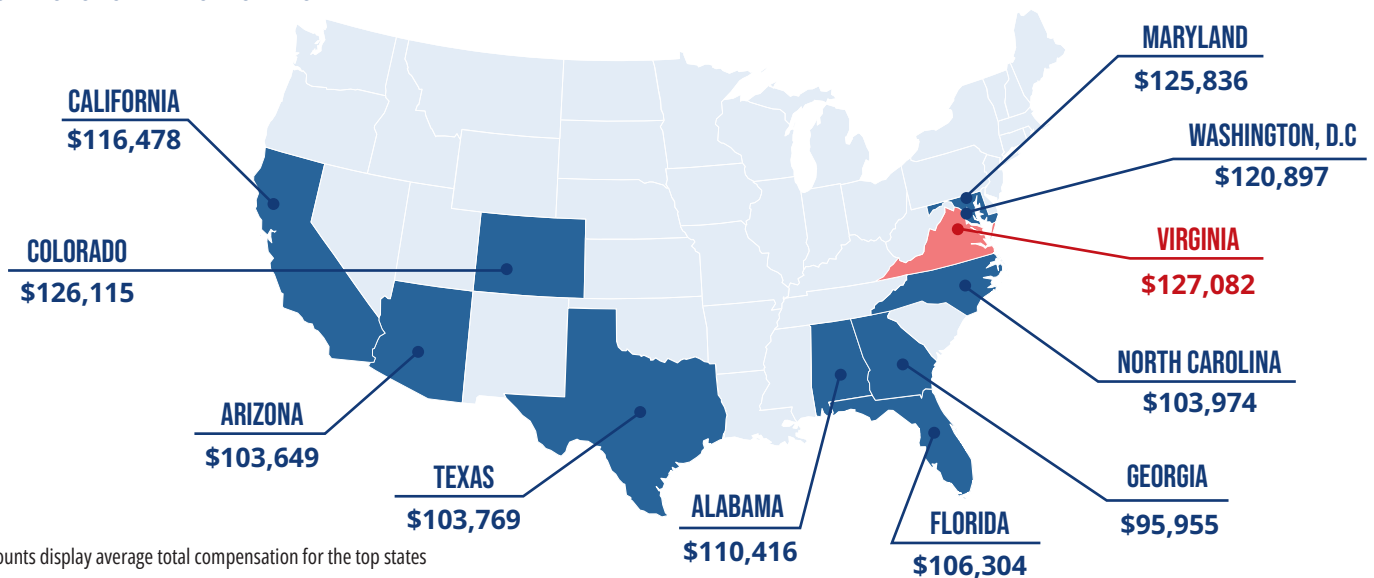 MARYLAND
$125,836
CALIFORNIA
$116,478
WASHINGTON, D.C
$120,897
COLORADO
$126,115
VIRGINIA
$127,082
NORTH CAROLINA
$103,974
ARIZONA
$103,649
TEXAS
$103,769
ALABAMA
$110,416
FLORIDA
$106,304
GEORGIA
$95,955
ounts display average total compensation for the top states